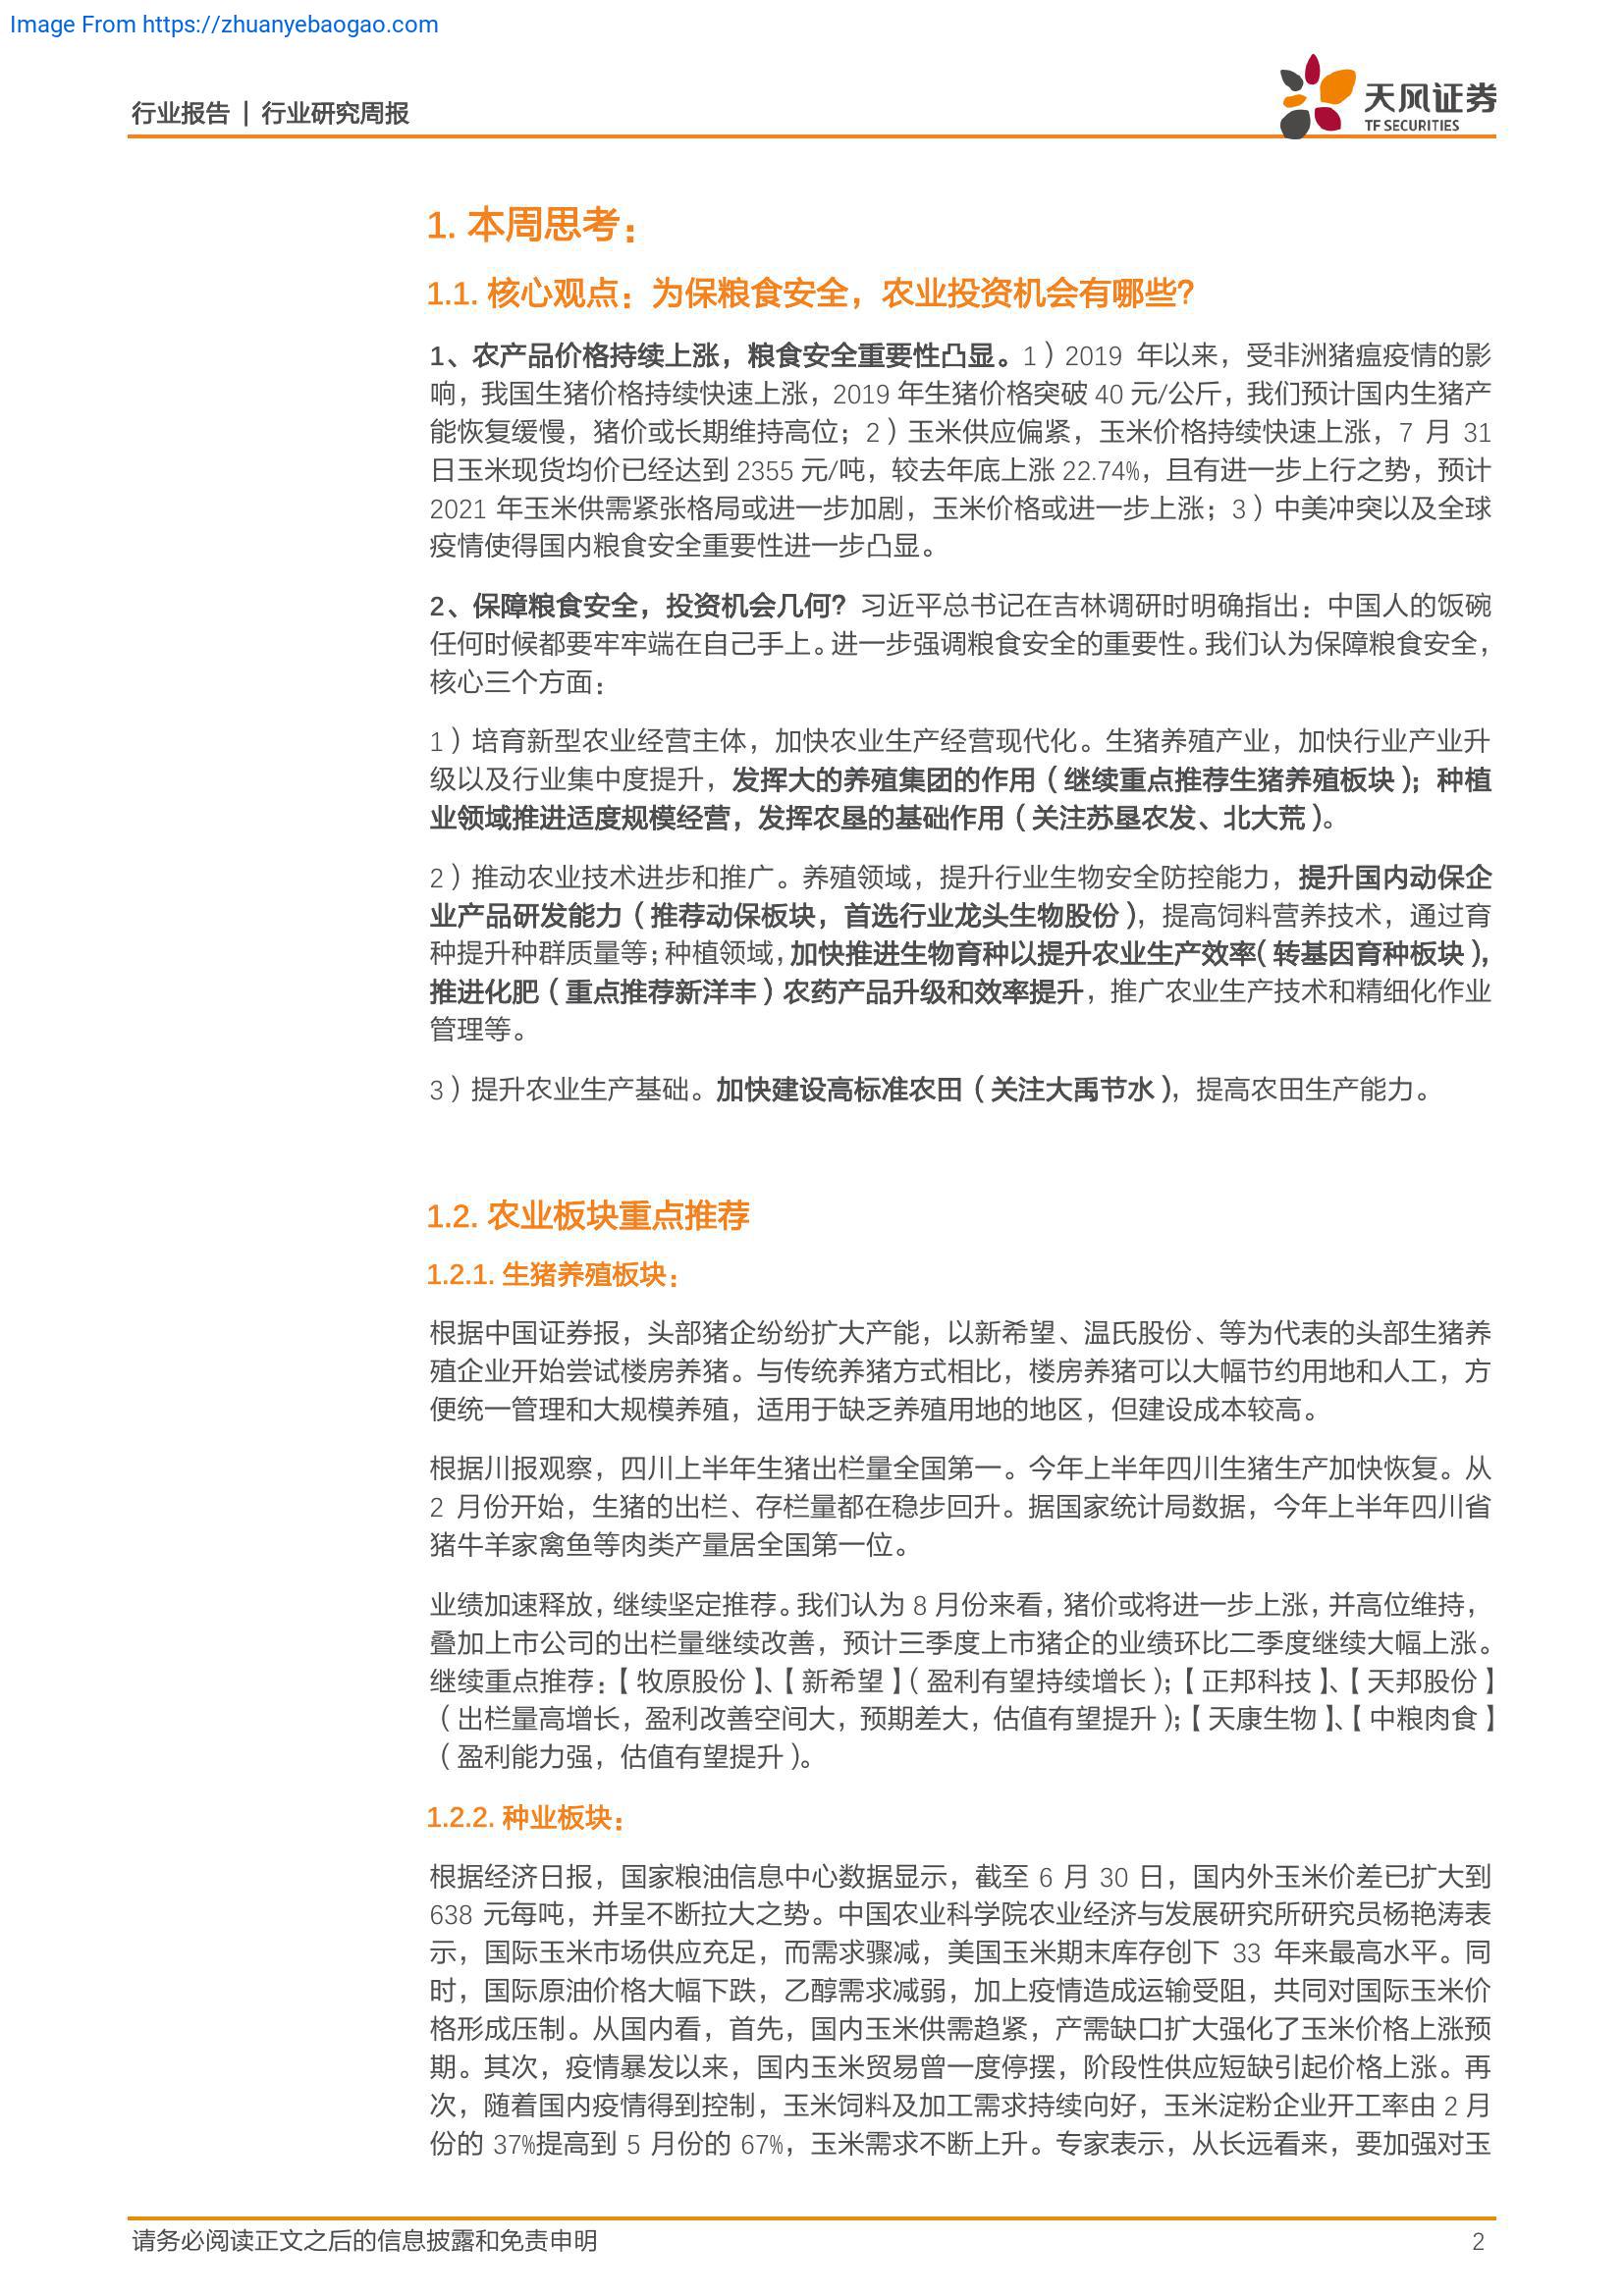 Image From https://zhuanyebaogao.com
行业报告 | 行业研究周报
天风证券
TF SECURITIES
1. 本周思考：
1.1. 核心观点：为保粮食安全，农业投资机会有哪些？
1、农产品价格持续上涨，粮食安全重要性凸显。1）2019 年以来，受非洲猪瘟疫情的影
响，我国生猪价格持续快速上涨，2019 年生猪价格突破 40 元/公斤，我们预计国内生猪产
能恢复缓慢，猪价或长期维持高位；2）玉米供应偏紧，玉米价格持续快速上涨，7 月 31
日玉米现货均价已经达到 2355 元/吨，较去年底上涨 22.74%，且有进一步上行之势，预计
2021 年玉米供需紧张格局或进一步加剧，玉米价格或进一步上涨；3）中美冲突以及全球
疫情使得国内粮食安全重要性进一步凸显。
2、保障粮食安全，投资机会几何？习近平总书记在吉林调研时明确指出：中国人的饭碗
任何时候都要牢牢端在自己手上。进一步强调粮食安全的重要性。我们认为保障粮食安全，
核心三个方面：
1）培育新型农业经营主体，加快农业生产经营现代化。生猪养殖产业，加快行业产业升
级以及行业集中度提升，发挥大的养殖集团的作用（继续重点推荐生猪养殖板块）；种植
业领域推进适度规模经营，发挥农垦的基础作用（关注苏垦农发、北大荒）。
2）推动农业技术进步和推广。养殖领域，提升行业生物安全防控能力，提升国内动保企
业产品研发能力（推荐动保板块，首选行业龙头生物股份），提高饲料营养技术，通过育
种提升种群质量等；种植领域，加快推进生物育种以提升农业生产效率（转基因育种板块），
推进化肥（重点推荐新洋丰）农药产品升级和效率提升，推广农业生产技术和精细化作业
管理等。
3）提升农业生产基础。加快建设高标准农田（关注大禹节水），提高农田生产能力。
1.2. 农业板块重点推荐
1.2.1. 生猪养殖板块：
根据中国证券报，头部猪企纷纷扩大产能，以新希望、温氏股份、等为代表的头部生猪养
殖企业开始尝试楼房养猪。与传统养猪方式相比，楼房养猪可以大幅节约用地和人工，方
便统一管理和大规模养殖，适用于缺乏养殖用地的地区，但建设成本较高。
根据川报观察，四川上半年生猪出栏量全国第一。今年上半年四川生猪生产加快恢复。从
2 月份开始，生猪的出栏、存栏量都在稳步回升。据国家统计局数据，今年上半年四川省
猪牛羊家禽鱼等肉类产量居全国第一位。
业绩加速释放，继续坚定推荐。我们认为 8 月份来看，猪价或将进一步上涨，并高位维持，
叠加上市公司的出栏量继续改善，预计三季度上市猪企的业绩环比二季度继续大幅上涨。
继续重点推荐：【牧原股份】、【新希望】（盈利有望持续增长）；【正邦科技】、【天邦股份】
（出栏量高增长，盈利改善空间大，预期差大，估值有望提升）；【天康生物】、【中粮肉食】
（盈利能力强，估值有望提升）。
1.2.2. 种业板块：
根据经济日报，国家粮油信息中心数据显示，截至 6 月 30 日，国内外玉米价差已扩大到
638 元每吨，并呈不断拉大之势。中国农业科学院农业经济与发展研究所研究员杨艳涛表
示，国际玉米市场供应充足，而需求骤减，美国玉米期末库存创下 33 年来最高水平。同
时，国际原油价格大幅下跌，乙醇需求减弱，加上疫情造成运输受阻，共同对国际玉米价
格形成压制。从国内看，首先，国内玉米供需趋紧，产需缺口扩大强化了玉米价格上涨预
期。其次，疫情暴发以来，国内玉米贸易曾一度停摆，阶段性供应短缺引起价格上涨。再
次，随着国内疫情得到控制，玉米饲料及加工需求持续向好，玉米淀粉企业开工率由 2 月
份的 37%提高到 5 月份的 67%，玉米需求不断上升。专家表示，从长远看来，要加强对玉
请务必阅读正文之后的信息披露和免责申明
2